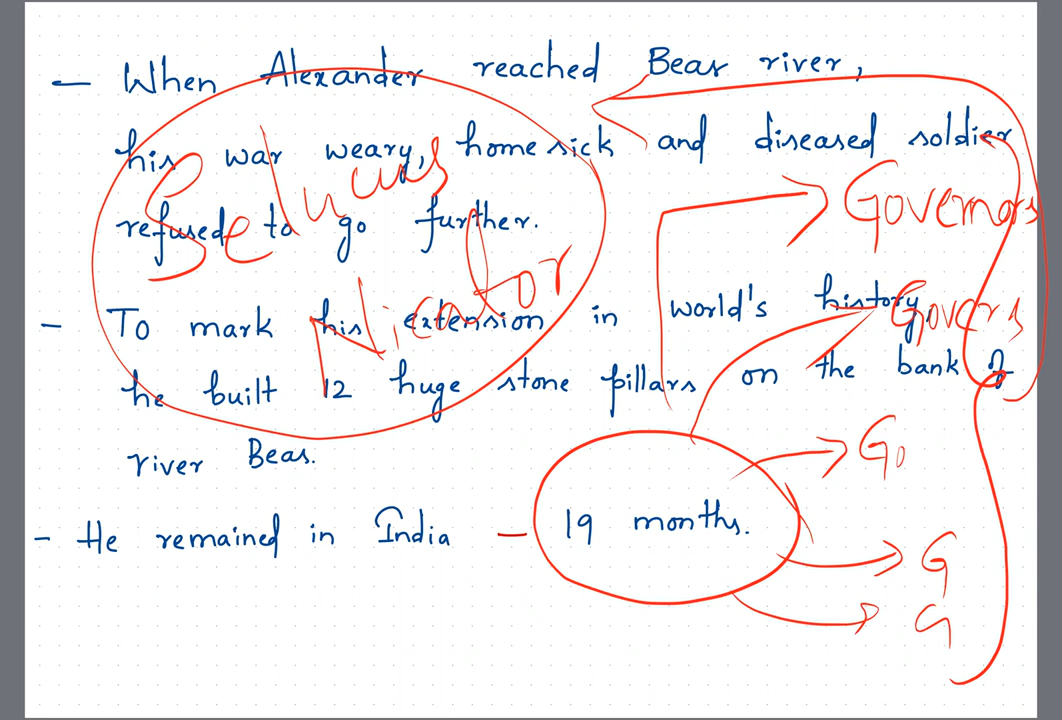 - When Alexander reached Beas river,
his war weary, home sick and diseased soldier
refused to go further.
- To mark his extension in world's history
he built 12 huge stone pillars on the bank of
river Beas.
- He remained in India - 19 months.
Selucus
Nicator
Governors
Govers
Go
G
G